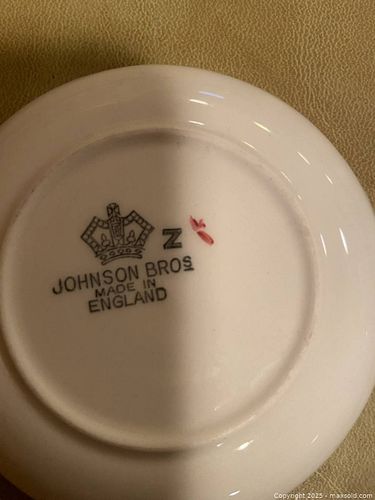 Z
JOHNSON BROS
MADE IN
ENGLAND
Copyright 2025 - maxsold.com